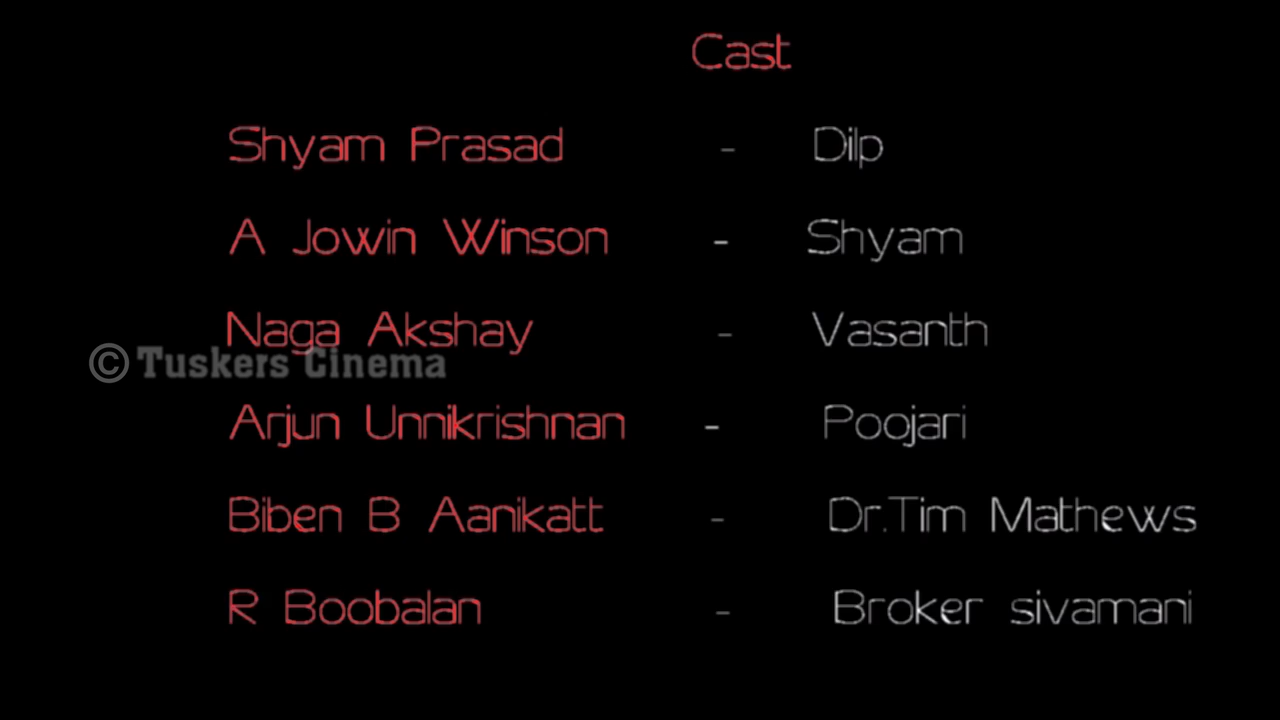 Cast
Shyam Prasad - Dilp
A Jowin Winson - Shyam
Naga Akshay - Vasanth
© Tuskers Cinema
Arjun Unnikrishnan - Poojari
Biben B Aanikatt - Dr.Tim Mathews
R Boobalan - Broker sivamani